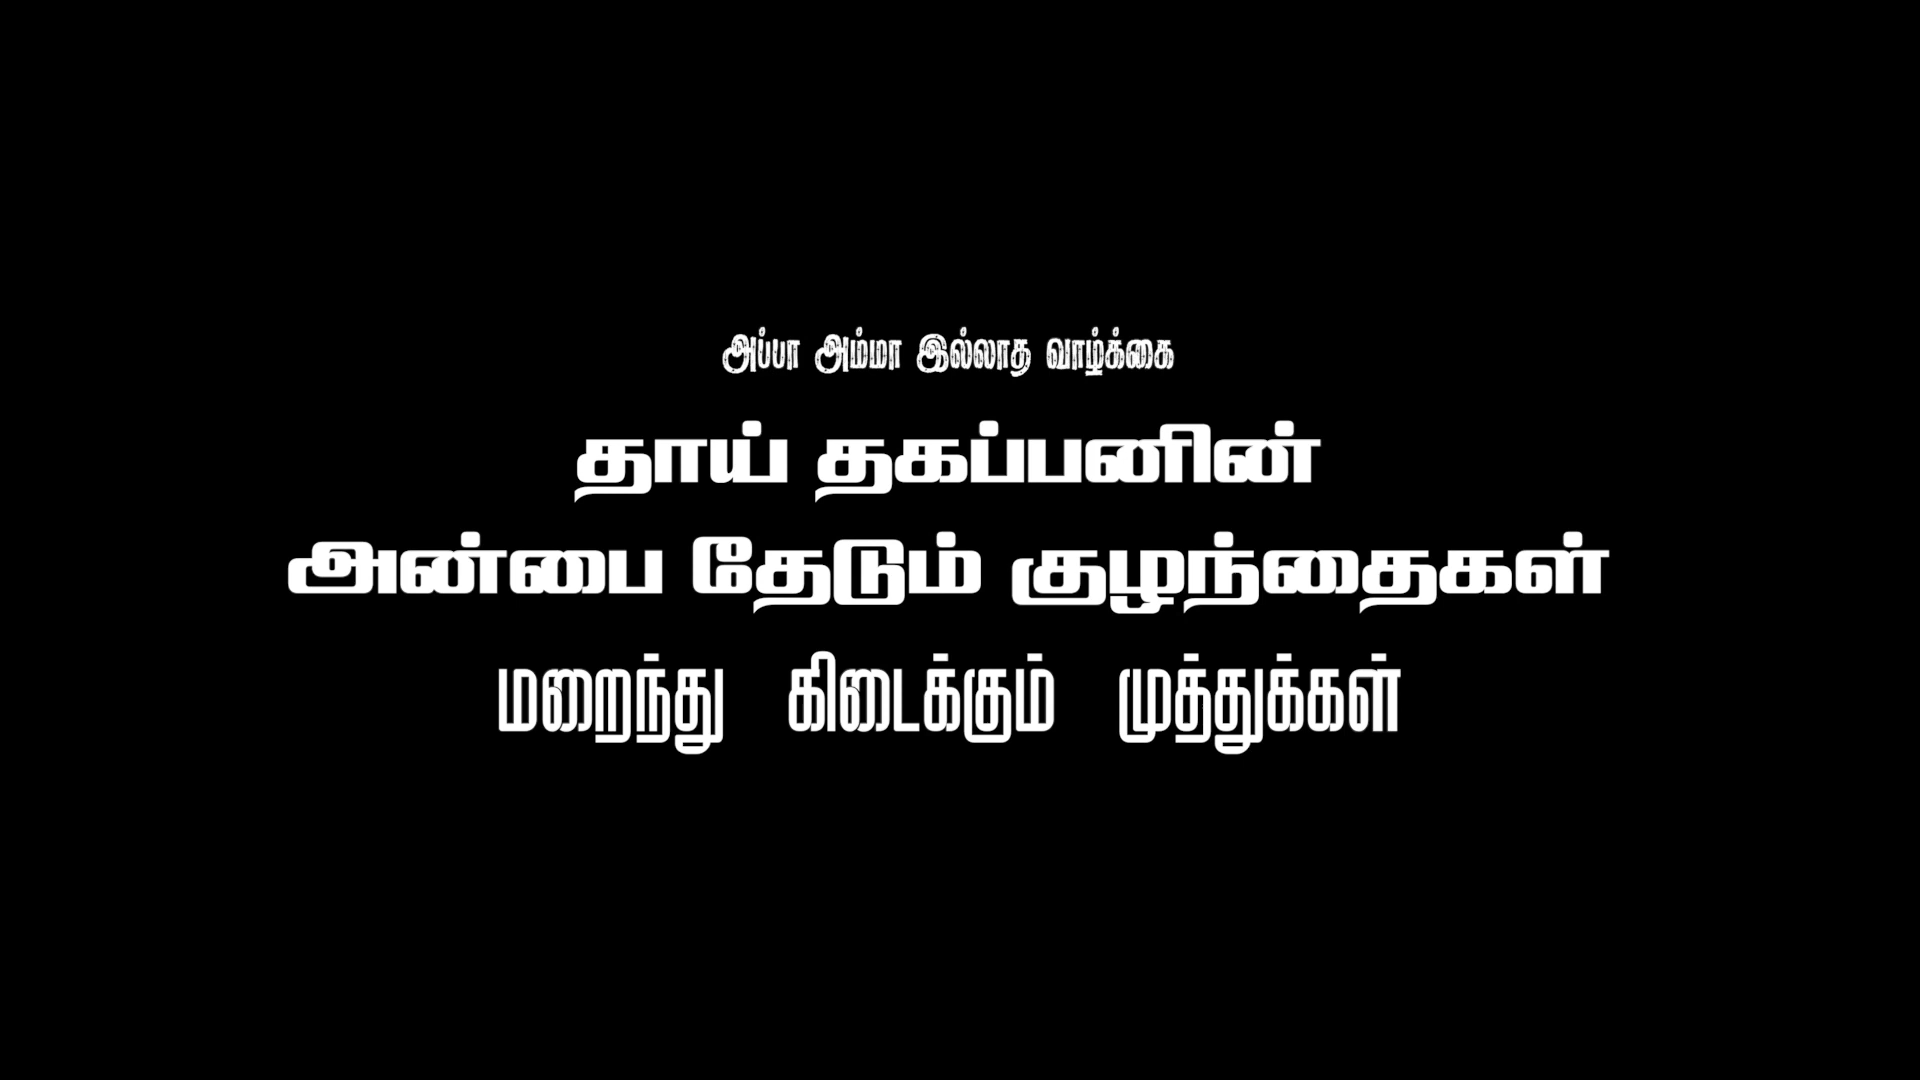 அப்பா அம்மா இல்லாத வாழ்க்கை
தாய் தகப்பனின்
அன்பை தேடும் குழந்தைகள்
மறைந்து கிடைக்கும் முத்துக்கள்